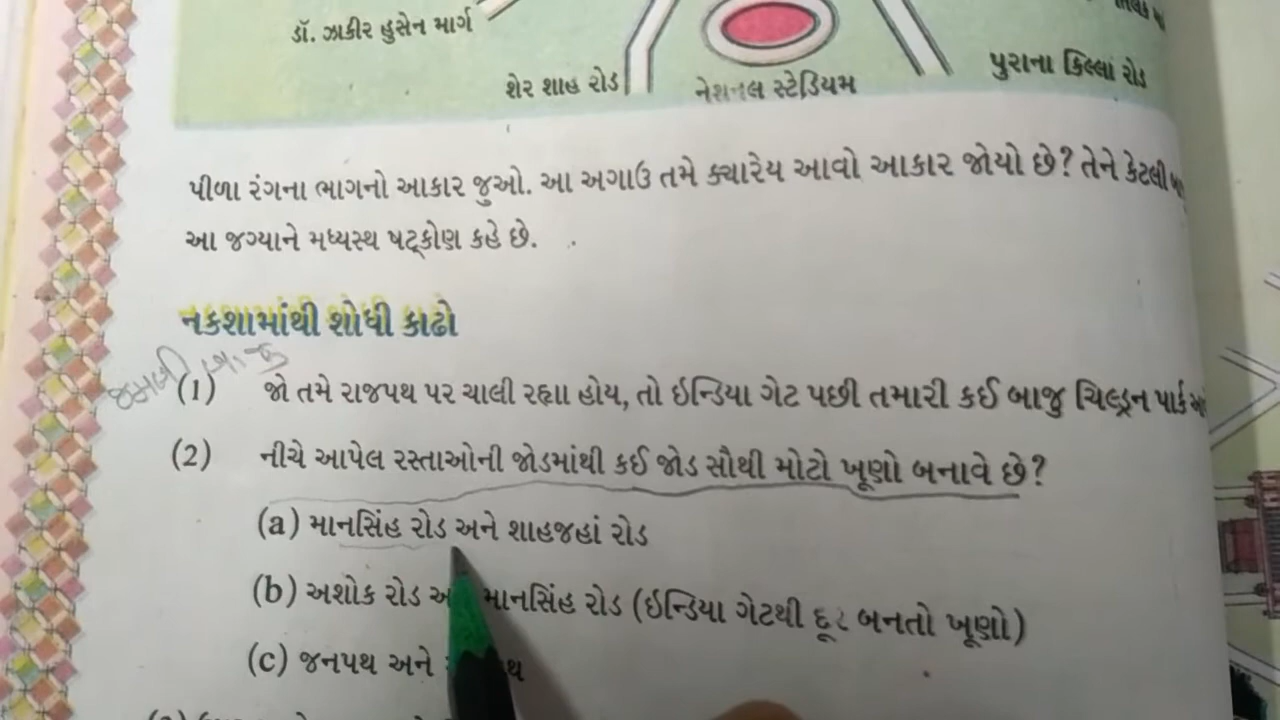 ડૉ. ઝાકીર હુસેન માર્ગ
શેર શાહ રોડ
નેશનલ સ્ટેડિયમ
પુરાના કિલ્લા રોડ
પીળા રંગના ભાગનો આકાર જુઓ. આ અગાઉ તમે ક્યારેય આવો આકાર જોયો છે? તેને કેટલી
આ જગ્યાને મધ્યસ્થ ષટ્કોણ કહે છે.
નકશામાંથી શોધી કાઢો
(1) જો તમે રાજપથ પર ચાલી રહ્યા હોય, તો ઇન્ડિયા ગેટ પછી તમારી કઈ બાજુ ચિલ્ડ્રન પાર્ક
(2) નીચે આપેલ રસ્તાઓની જોડમાંથી કઈ જોડ સૌથી મોટો ખૂણો બનાવે છે?
(a) માનસિંહ રોડ અને શાહજહાં રોડ
(b) અશોક રોડ માનસિંહ રોડ (ઇન્ડિયા ગેટથી દૂર બનતો ખૂણો)
(c) જનપથ અને